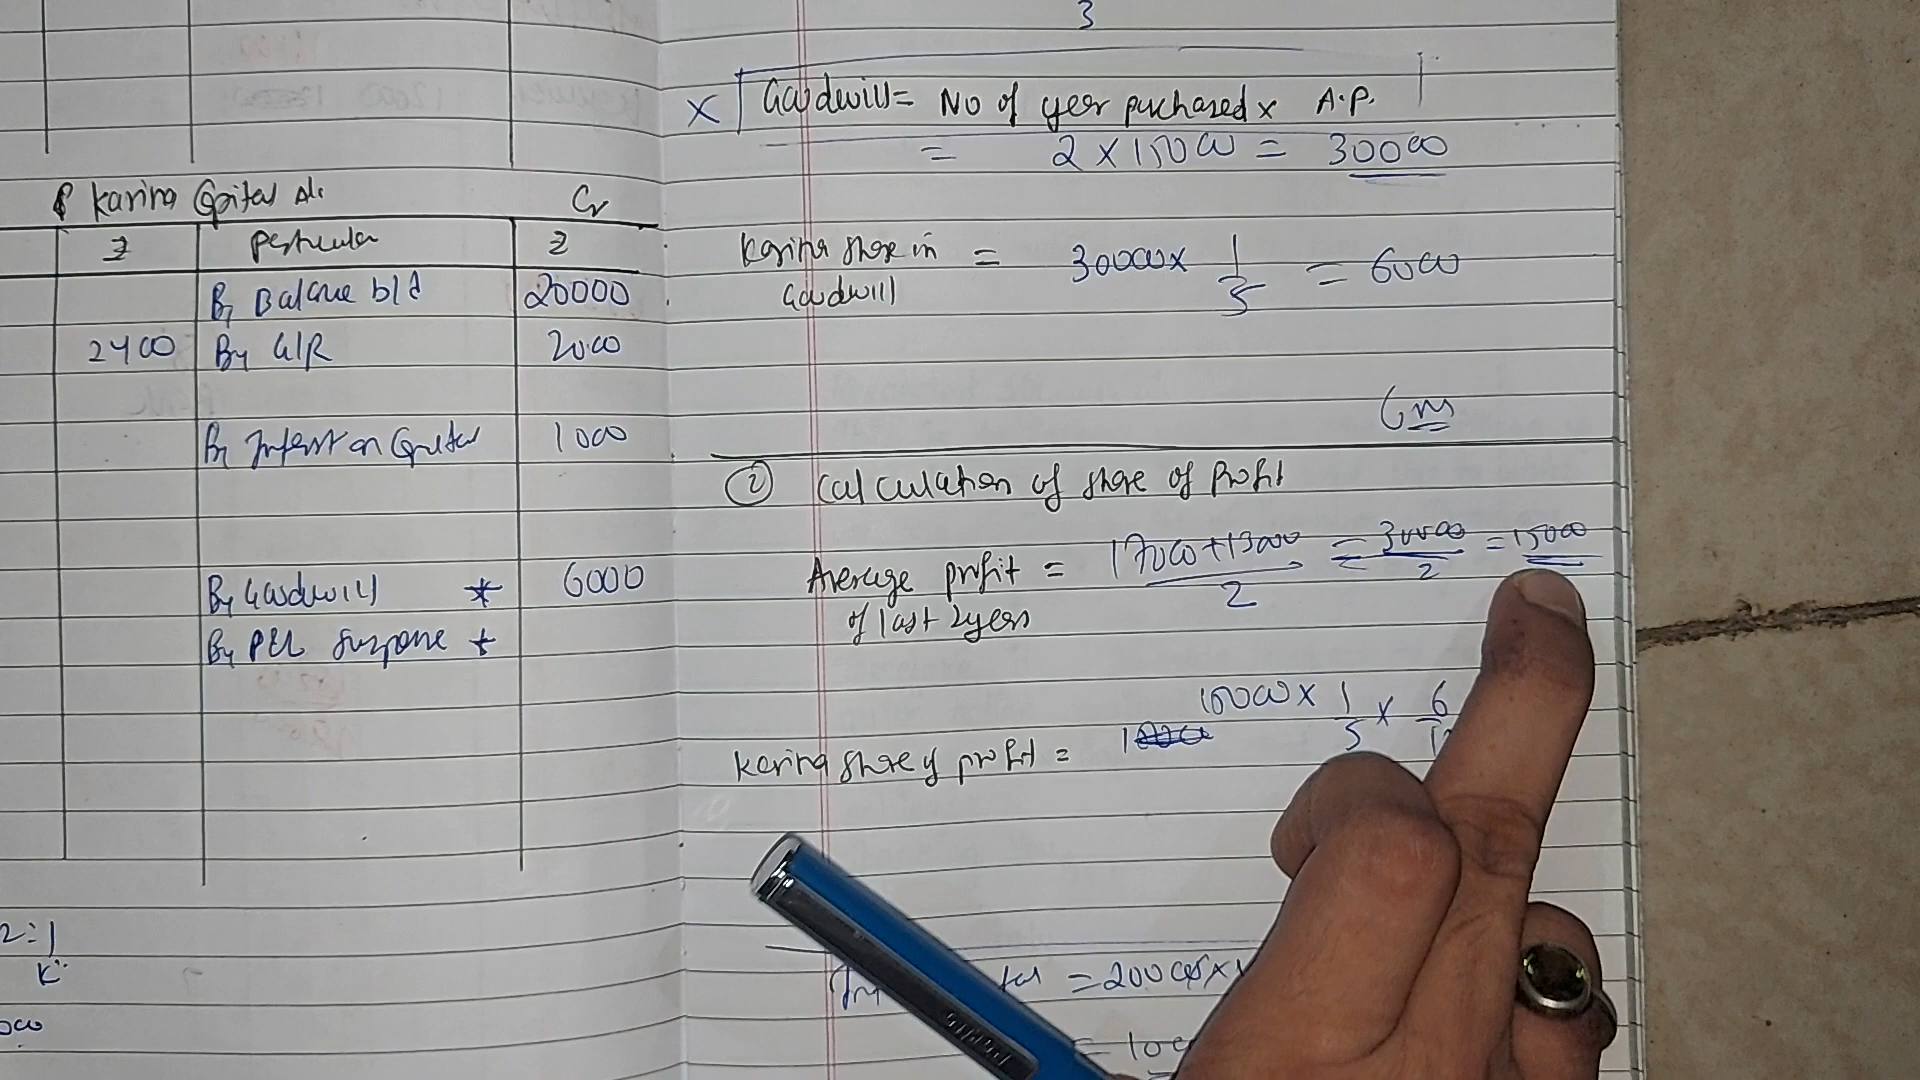 3
Goodwill = No of year purchased x A.P.
= 2 x 15000 = 30000
Karina Capital A/c
Cr
₹ Particular ₹
By Balance b/d 20000
2400 By G/R 2000
By Interest on Capital 1000
By Goodwill * 6000
By P&L Suspense *
2:1
K
Karina Share in = 30000 x 1/5 = 6000
Goodwill
② Calculation of Share of Profit
Average profit = 17000+13000 / 2 = 30000 / 2 = 15000
of last 2 years
15000 x 1/5 x 6
Karina Share of profit =
= 20000 x
= 10